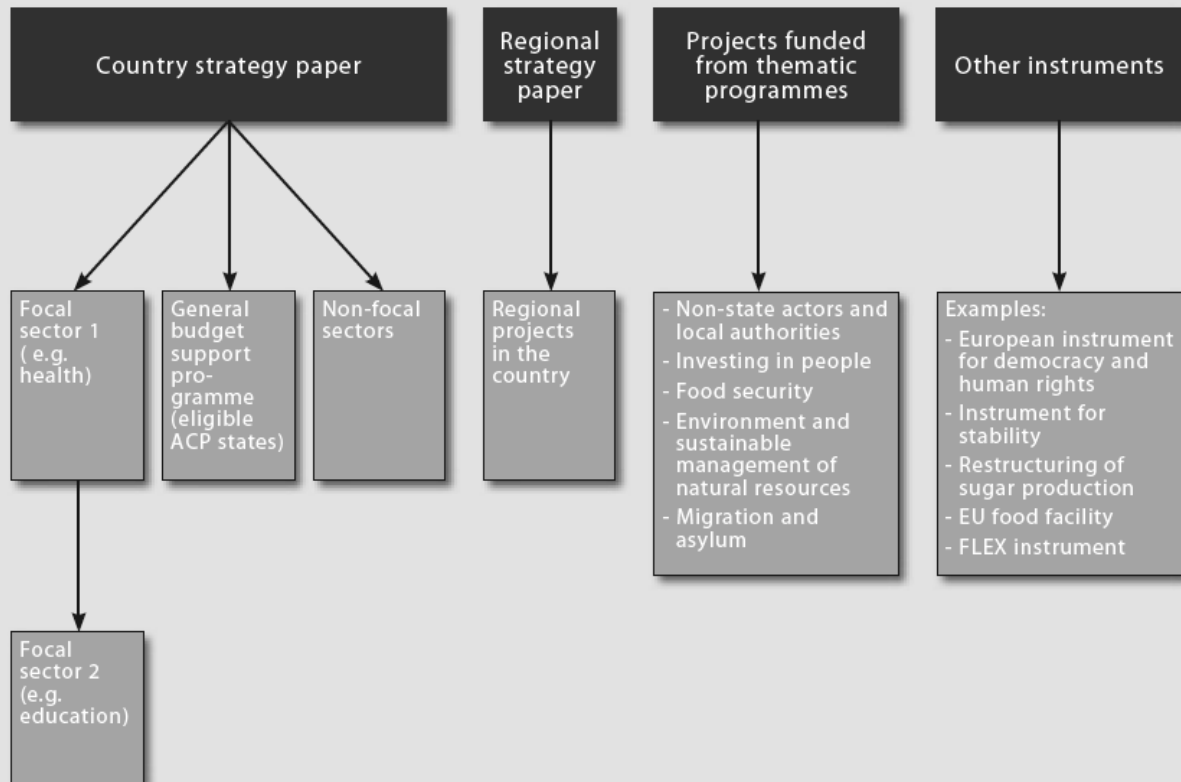 Country strategy paper
Regional
strategy
paper
Projects funded
from thematic
programmes
Other instruments
Focal
sector 1
( e.g.
health)
General
budget
support
pro-
gramme
(eligible
ACP states)
Non-focal
sectors
Regional
projects
in the
country
- Non-state actors and
local authorities
- Investing in people
- Food security
- Environment and
sustainable
management of
natural resources
- Migration and
asylum
Examples:
- European instrument
for democracy and
human rights
- Instrument for
stability
- Restructuring of
sugar production
- EU food facility
- FLEX instrument
Focal
sector 2
(e.g.
education)